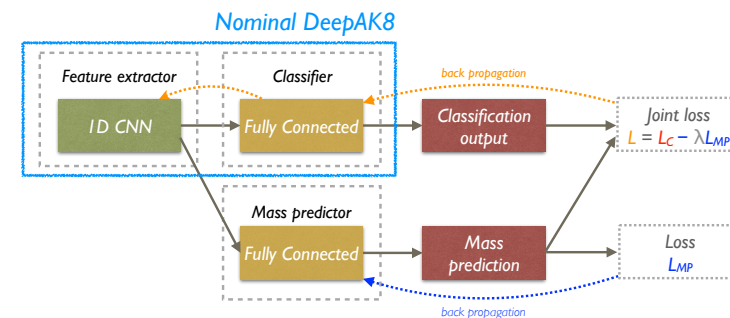 Nominal DeepAK8
Feature extractor
Classifier
back propagation
1D CNN
Fully Connected
Classification
output
Joint loss
L = LC − λLMP
Mass predictor
Fully Connected
Mass
prediction
Loss
LMP
back propagation